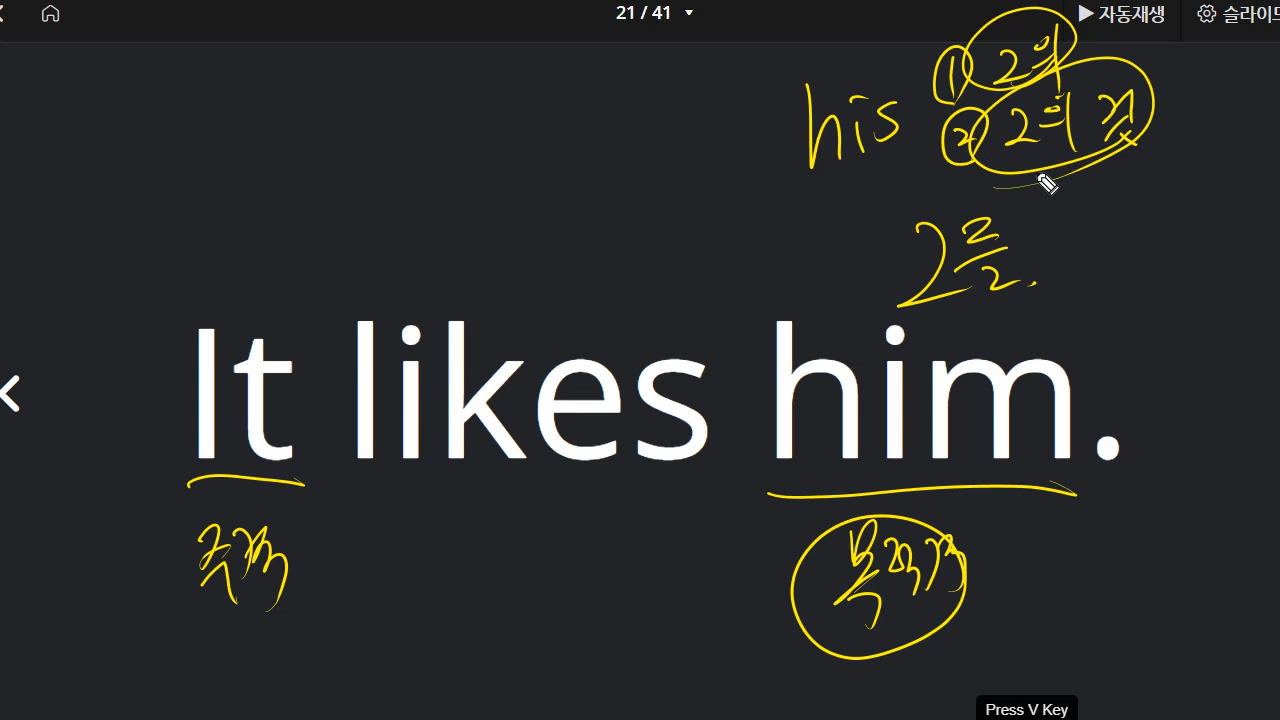 21 / 41
자동재생
슬라이드
his ① 그의
② 그의 것
그를.
It likes him.
주격
목적격
Press V Key